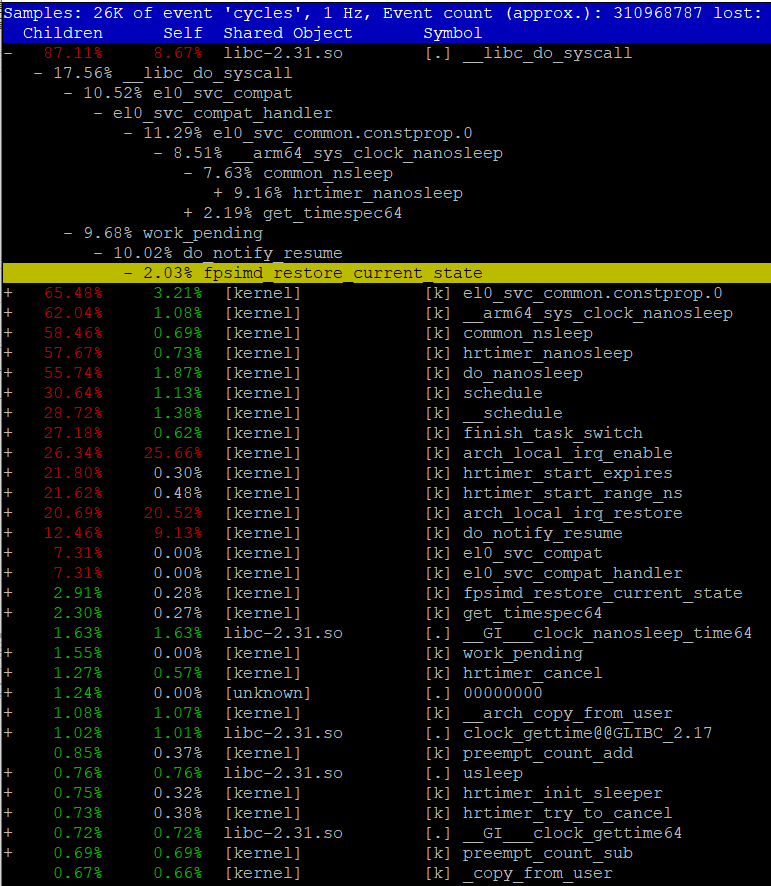 Samples: 26K of event 'cycles', 1 Hz, Event count (approx.): 310968787 lost:
Children Self Shared Object Symbol
- 87.11% 8.67% libc-2.31.so [.] __libc_do_syscall
- 17.56% __libc_do_syscall
- 10.52% el0_svc_compat
- el0_svc_compat_handler
- 11.29% el0_svc_common.constprop.0
- 8.51% __arm64_sys_clock_nanosleep
- 7.63% common_nsleep
+ 9.16% hrtimer_nanosleep
+ 2.19% get_timespec64
- 9.68% work_pending
- 10.02% do_notify_resume
- 2.03% fpsimd_restore_current_state
+ 65.48% 3.21% [kernel] [k] el0_svc_common.constprop.0
+ 62.04% 1.08% [kernel] [k] __arm64_sys_clock_nanosleep
+ 58.46% 0.69% [kernel] [k] common_nsleep
+ 57.67% 0.73% [kernel] [k] hrtimer_nanosleep
+ 55.74% 1.87% [kernel] [k] do_nanosleep
+ 30.64% 1.13% [kernel] [k] schedule
+ 28.72% 1.38% [kernel] [k] __schedule
+ 27.18% 0.62% [kernel] [k] finish_task_switch
+ 26.34% 25.66% [kernel] [k] arch_local_irq_enable
+ 21.80% 0.30% [kernel] [k] hrtimer_start_expires
+ 21.62% 0.48% [kernel] [k] hrtimer_start_range_ns
+ 20.69% 20.52% [kernel] [k] arch_local_irq_restore
+ 12.46% 9.13% [kernel] [k] do_notify_resume
+ 7.31% 0.00% [kernel] [k] el0_svc_compat
+ 7.31% 0.00% [kernel] [k] el0_svc_compat_handler
+ 2.91% 0.28% [kernel] [k] fpsimd_restore_current_state
+ 2.30% 0.27% [kernel] [k] get_timespec64
1.63% 1.63% libc-2.31.so [.] __GI___clock_nanosleep_time64
+ 1.55% 0.00% [kernel] [k] work_pending
+ 1.27% 0.57% [kernel] [k] hrtimer_cancel
+ 1.24% 0.00% [unknown] [.] 00000000
+ 1.08% 1.07% [kernel] [k] __arch_copy_from_user
+ 1.02% 1.01% libc-2.31.so [.] clock_gettime@@GLIBC_2.17
0.85% 0.37% [kernel] [k] preempt_count_add
+ 0.76% 0.76% libc-2.31.so [.] usleep
+ 0.75% 0.32% [kernel] [k] hrtimer_init_sleeper
+ 0.73% 0.38% [kernel] [k] hrtimer_try_to_cancel
+ 0.72% 0.72% libc-2.31.so [.] __GI___clock_gettime64
+ 0.69% 0.69% [kernel] [k] preempt_count_sub
0.67% 0.66% [kernel] [k] _copy_from_user